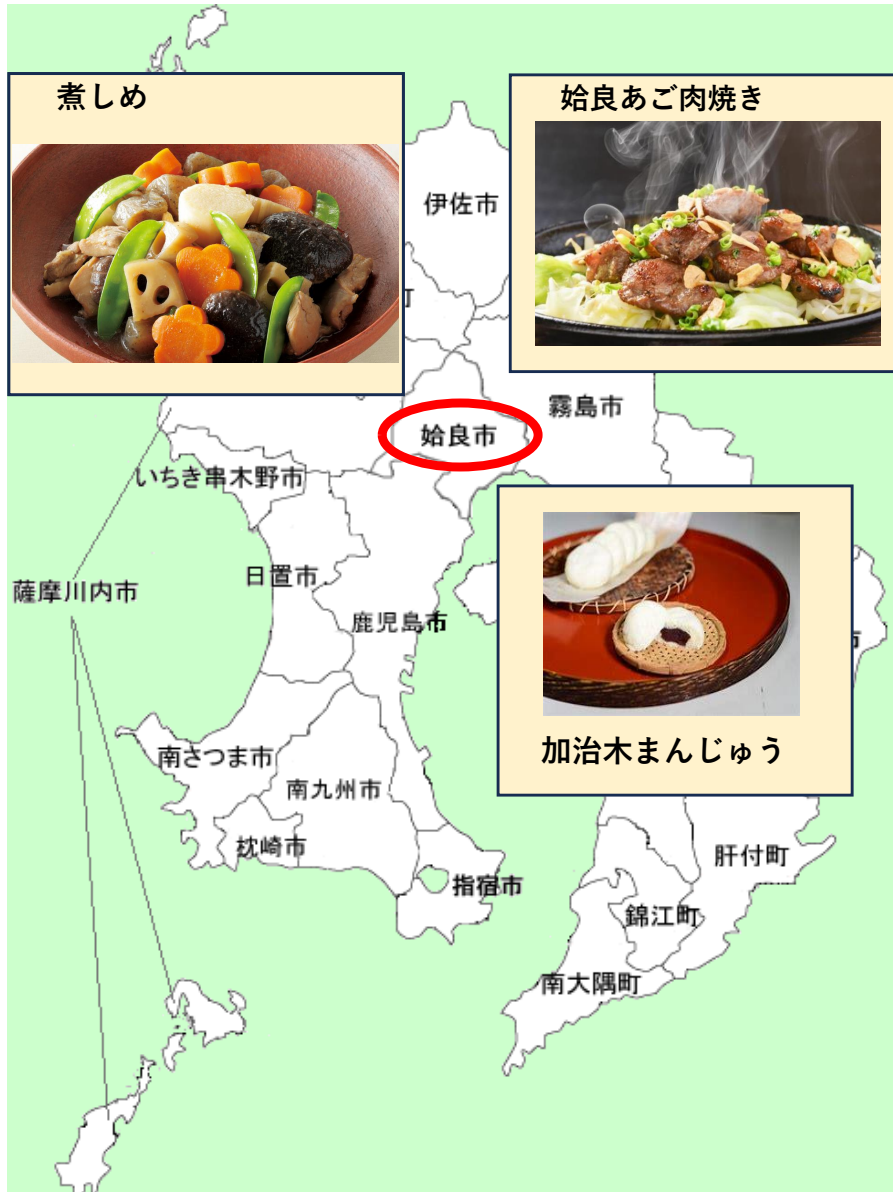 煮しめ
姶良あご肉焼き
伊佐市
町
霧島市
姶良市
いちき串木野市
日置市
薩摩川内市
鹿児島市
市
加治木まんじゅう
南さつま市
南九州市
枕崎市
肝付町
指宿市
錦江町
南大隅町